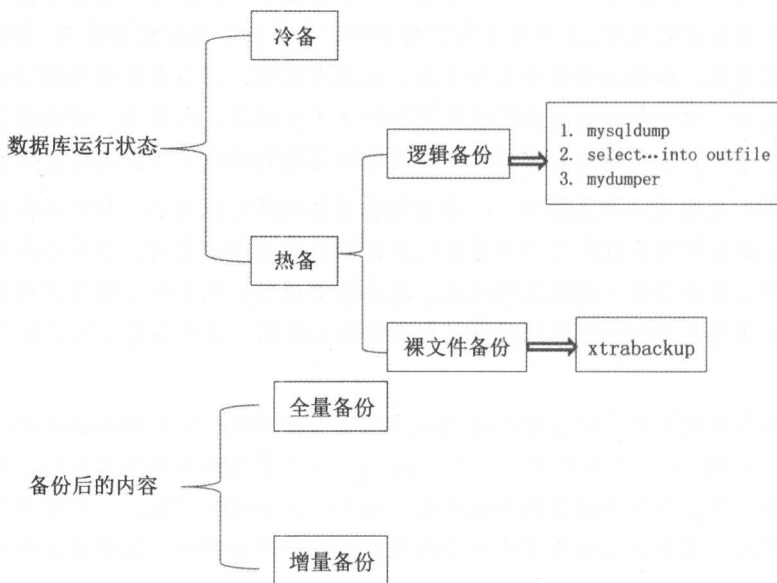 冷备
数据库运行状态
逻辑备份
1. mysqldump
2. select…into outfile
3. mydumper
热备
裸文件备份
xtrabackup
全量备份
备份后的内容
增量备份